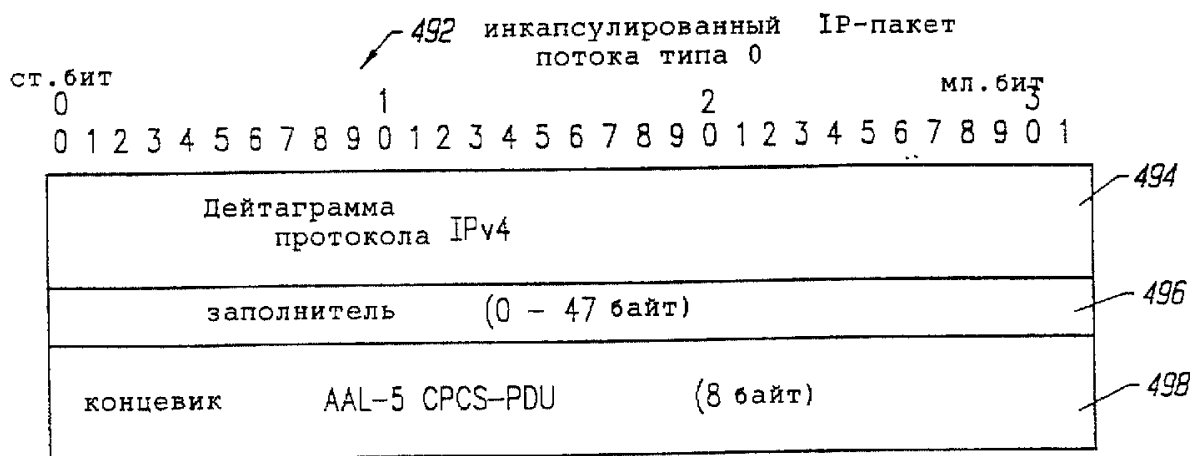 492 инкапсулированный IP-пакет
потока типа 0
ст.бит мл.бит
0 1 2 3
0 1 2 3 4 5 6 7 8 9 0 1 2 3 4 5 6 7 8 9 0 1 2 3 4 5 6 7 8 9 0 1
494
Дейтаграмма
протокола IPv4
заполнитель (0 – 47 байт) 496
концевик AAL-5 CPCS-PDU (8 байт) 498